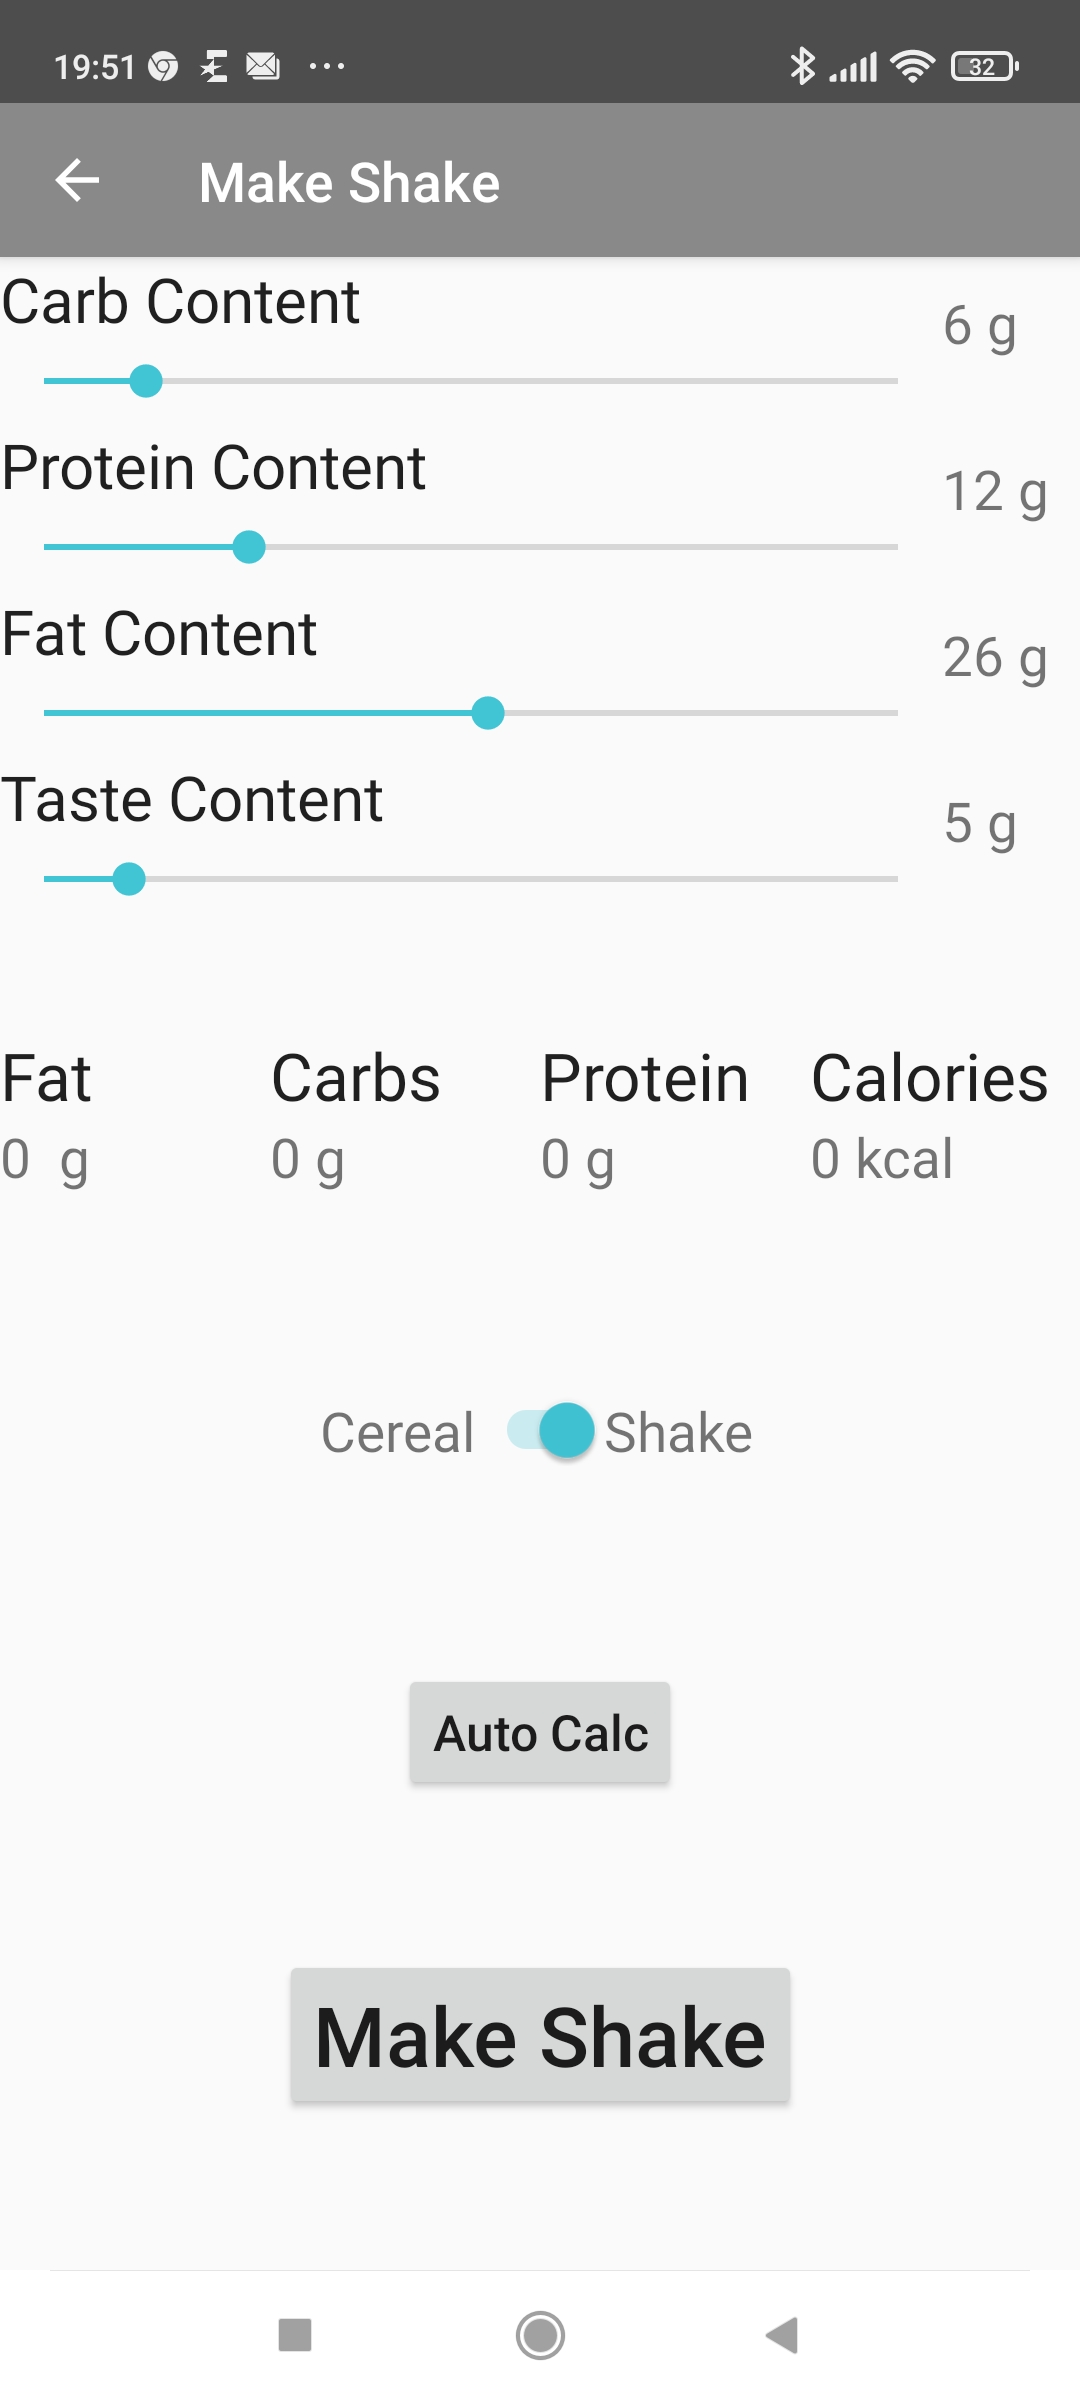 19:51
32
Make Shake
Carb Content
6 g
Protein Content
12 g
Fat Content
26 g
Taste Content
5 g
Fat Carbs Protein Calories
0 g 0 g 0 g 0 kcal
Cereal Shake
Auto Calc
Make Shake